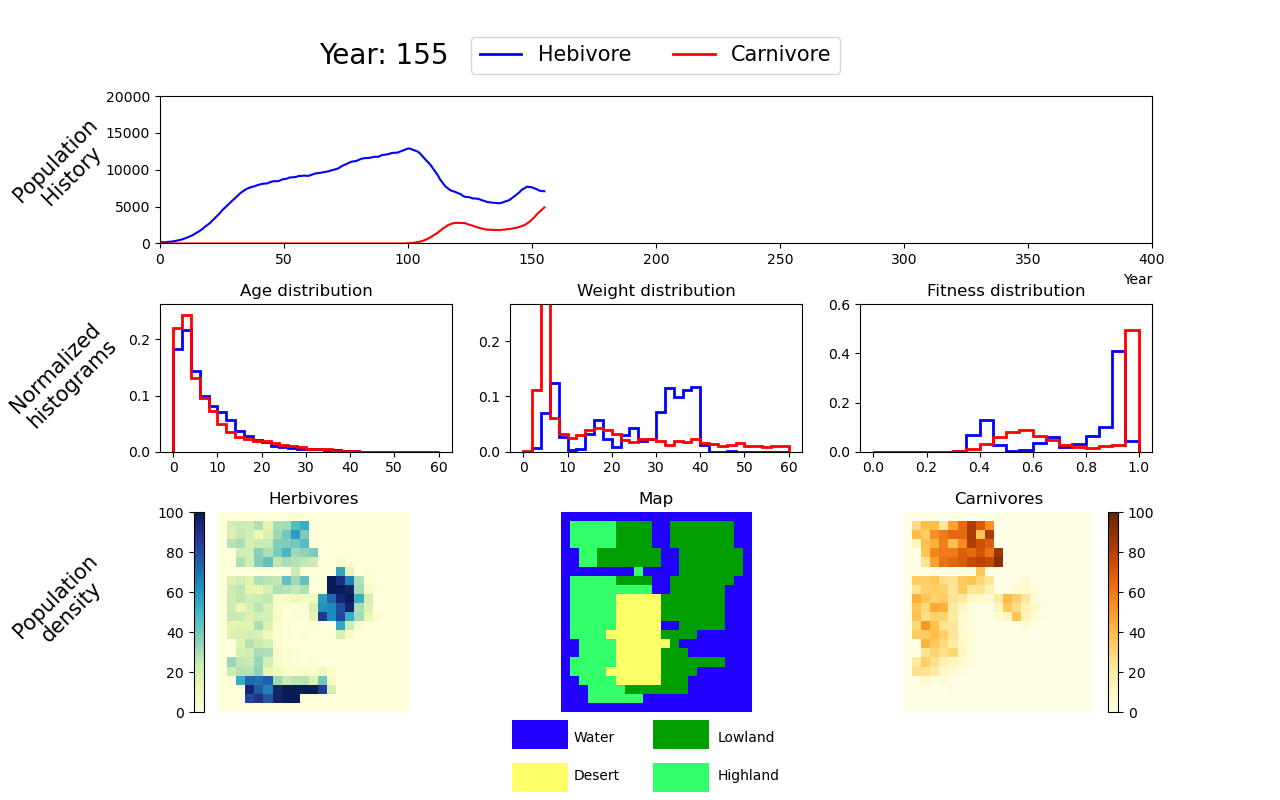 Year: 155
Hebivore
Carnivore
Population
History
20000
15000
10000
5000
0
0 50 100 150 200 250 300 350 400
Year
Normalized
histograms
Age distribution
0.2
0.1
0.0
0 10 20 30 40 50 60
Weight distribution
0.2
0.1
0.0
0 10 20 30 40 50 60
Fitness distribution
0.6
0.4
0.2
0.0
0.0 0.2 0.4 0.6 0.8 1.0
Population
density
Herbivores
100
80
60
40
20
0
Map
Carnivores
100
80
60
40
20
0
Water
Lowland
Desert
Highland